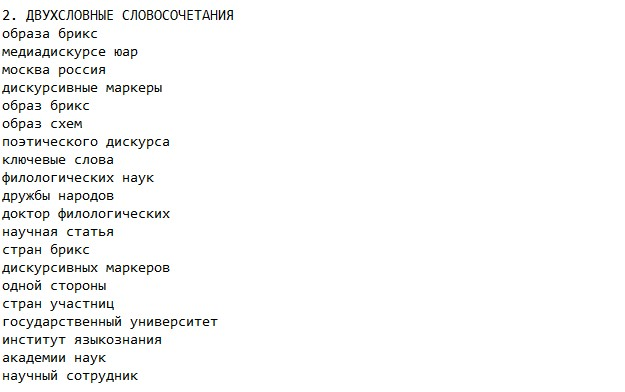 2. ДВУХСЛОВНЫЕ СЛОВОСОЧЕТАНИЯ
образа брикс
медиадискурсе юар
москва россия
дискурсивные маркеры
образ брикс
образ схем
поэтического дискурса
ключевые слова
филологических наук
дружбы народов
доктор филологических
научная статья
стран брикс
дискурсивных маркеров
одной стороны
стран участниц
государственный университет
институт языкознания
академии наук
научный сотрудник